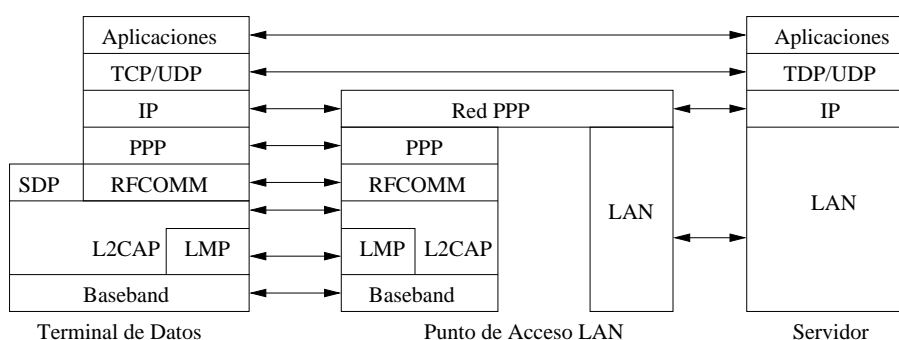 Aplicaciones
Aplicaciones
TCP/UDP
TDP/UDP
IP
Red PPP
IP
PPP
PPP
SDP
RFCOMM
RFCOMM
LAN
LAN
L2CAP
LMP
LMP
L2CAP
Baseband
Baseband
Terminal de Datos
Punto de Acceso LAN
Servidor